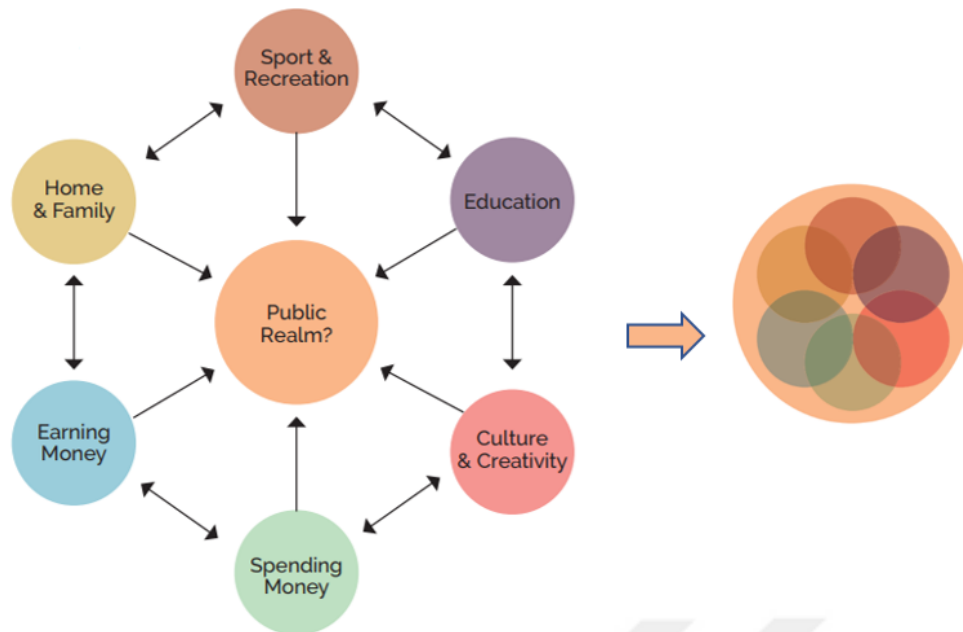 Sport &
Recreation
Home
& Family
Education
Public
Realm?
Earning
Money
Culture
& Creativity
Spending
Money